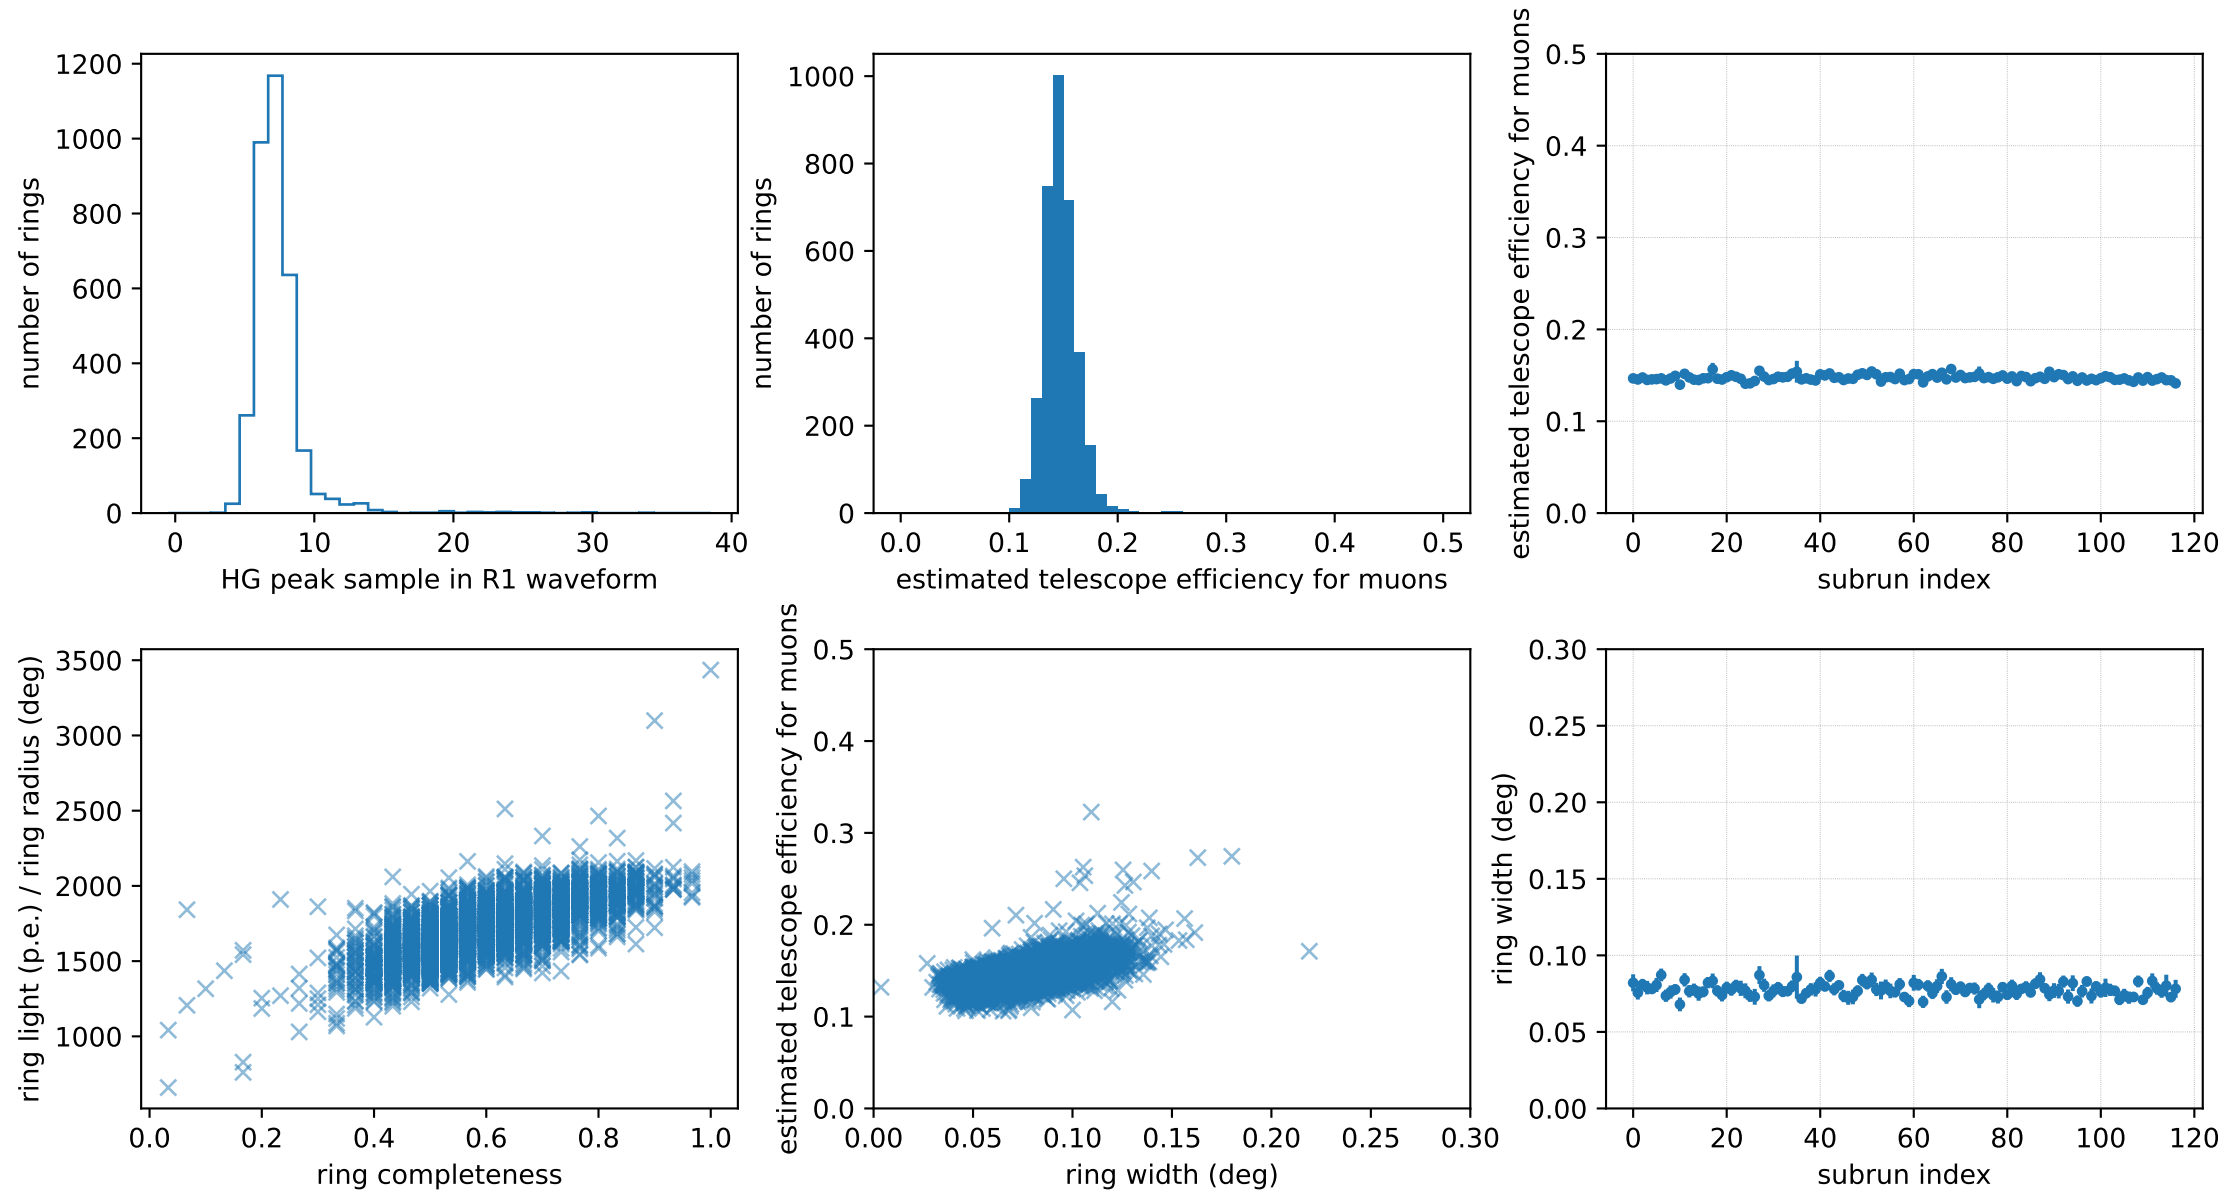 number of rings
1200
1000
800
600
400
200
0
0 10 20 30 40
HG peak sample in R1 waveform
number of rings
1000
800
600
400
200
0
0.0 0.1 0.2 0.3 0.4 0.5
estimated telescope efficiency for muons
estimated telescope efficiency for muons
0.5
0.4
0.3
0.2
0.1
0.0
0 20 40 60 80 100 120
subrun index
ring light (p.e.) / ring radius (deg)
3500
3000
2500
2000
1500
1000
0.0 0.2 0.4 0.6 0.8 1.0
ring completeness
estimated telescope efficiency for muons
0.5
0.4
0.3
0.2
0.1
0.0
0.00 0.05 0.10 0.15 0.20 0.25 0.30
ring width (deg)
ring width (deg)
0.30
0.25
0.20
0.15
0.10
0.05
0.00
0 20 40 60 80 100 120
subrun index